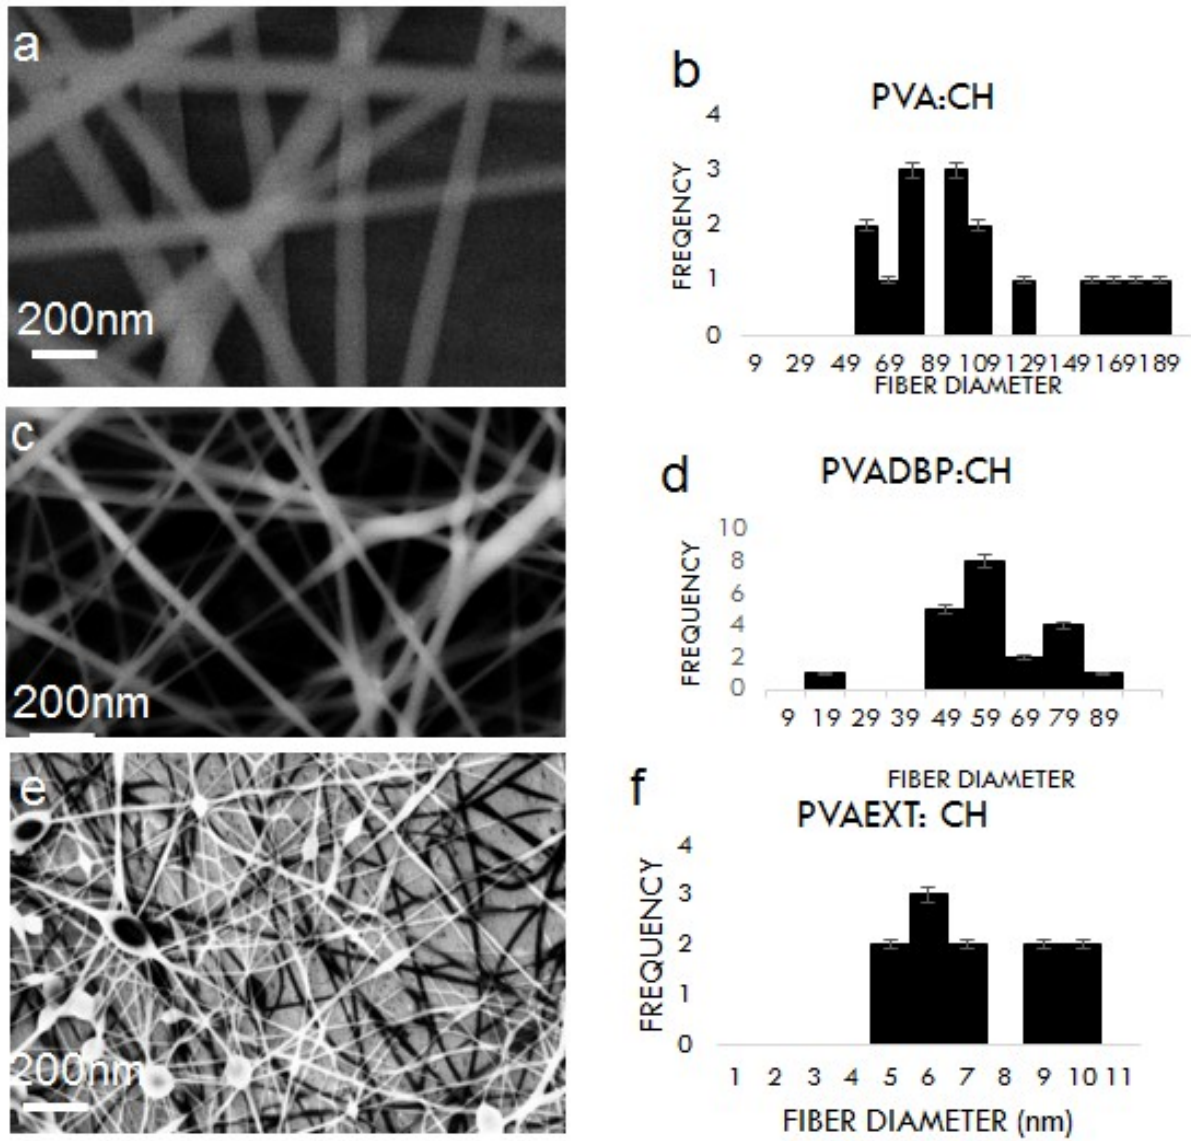 a
200nm
b
PVA:CH
FREQENCY
4
3
2
1
0
9 29 49 69 89 109 129 149 169 189
FIBER DIAMETER
c
200nm
d
PVADBP:CH
FREQUENCY
10
8
6
4
2
0
9 19 29 39 49 59 69 79 89
FIBER DIAMETER
e
200nm
f
PVAEXT: CH
FREQUENCY
4
3
2
1
0
1 2 3 4 5 6 7 8 9 10 11
FIBER DIAMETER (nm)